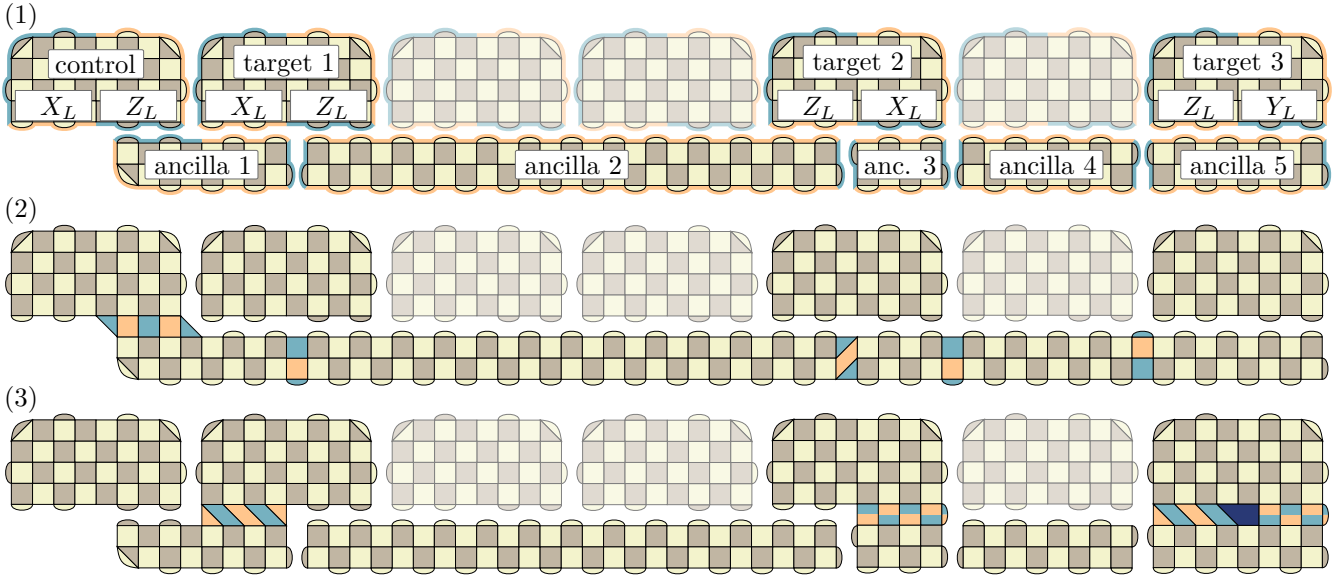 (1)
control target 1 target 2 target 3
X_L Z_L X_L Z_L Z_L X_L Z_L Y_L
ancilla 1 ancilla 2 anc. 3 ancilla 4 ancilla 5
(2)
(3)